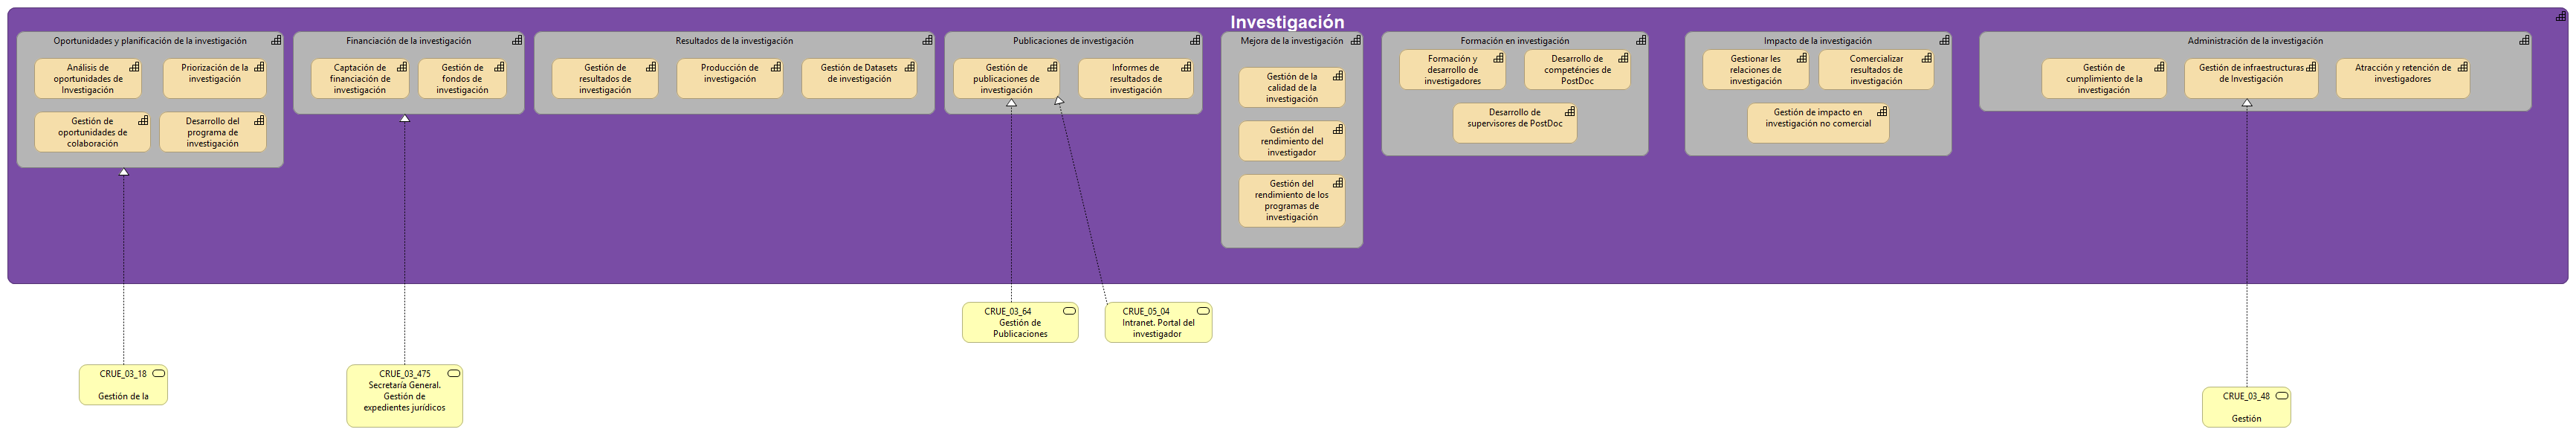 Investigación
Oportunidades y planificación de la investigación
Análisis de
oportunidades de
Investigación
Priorización de la
investigación
Gestión de
oportunidades de
colaboración
Desarrollo del
programa de
investigación
Financiación de la investigación
Captación de
financiación de
investigación
Gestión de
fondos de
investigación
Resultados de la investigación
Gestión de
resultados de
investigación
Producción de
investigación
Gestión de Datasets
de investigación
Publicaciones de investigación
Gestión de
publicaciones de
investigación
Informes de
resultados de
investigación
Mejora de la investigación
Gestión de la
calidad de la
investigación
Gestión del
rendimiento del
investigador
Gestión del
rendimiento de los
programas de
investigación
Formación en investigación
Formación y
desarrollo de
investigadores
Desarrollo de
competéncies de
PostDoc
Desarrollo de
supervisores de PostDoc
Impacto de la investigación
Gestionar les
relaciones de
investigación
Comercializar
resultados de
investigación
Gestión de impacto en
investigación no comercial
Administración de la investigación
Gestión de
cumplimiento de la
investigación
Gestión de infraestructuras
de Investigación
Atracción y retención de
investigadores
CRUE_03_64
Gestión de
Publicaciones
CRUE_05_04
Intranet. Portal del
investigador
CRUE_03_18
Gestión de la
CRUE_03_475
Secretaría General.
Gestión de
expedientes jurídicos
CRUE_03_48
Gestión